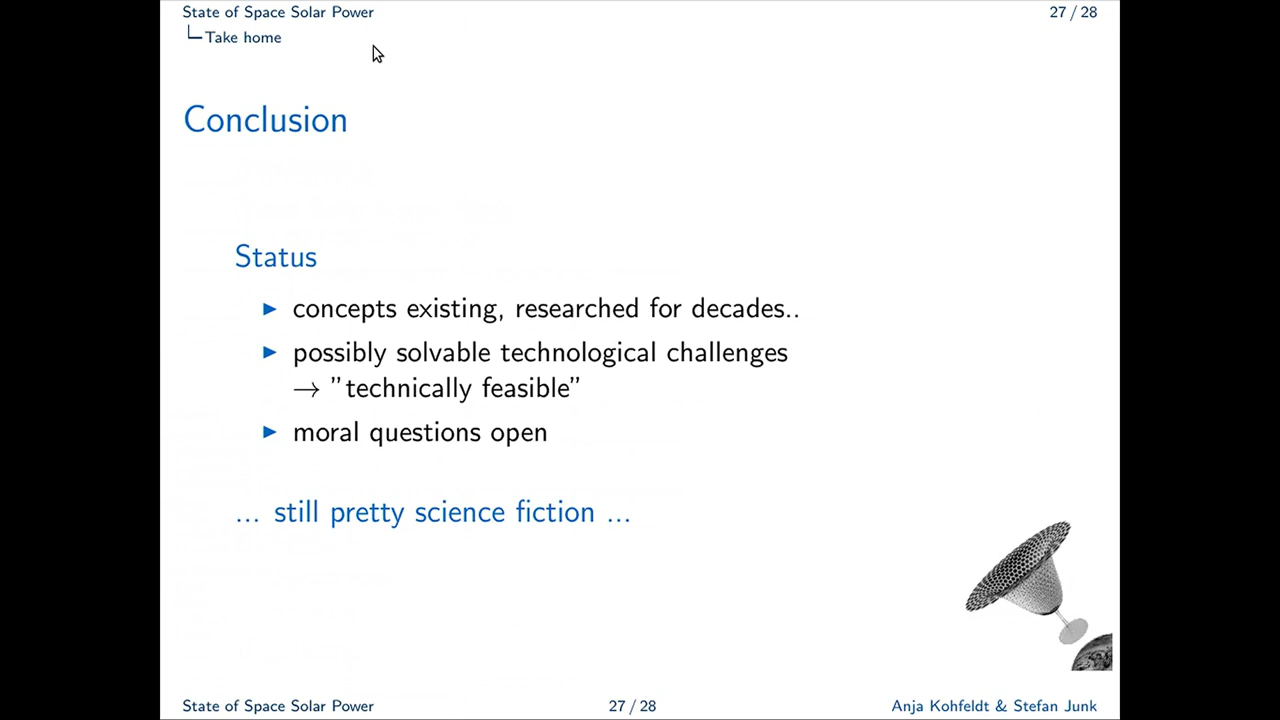 State of Space Solar Power 27 / 28
Take home
Conclusion
Status
concepts existing, researched for decades..
possibly solvable technological challenges
→ "technically feasible"
moral questions open
... still pretty science fiction ...
State of Space Solar Power 27 / 28 Anja Kohfeldt & Stefan Junk